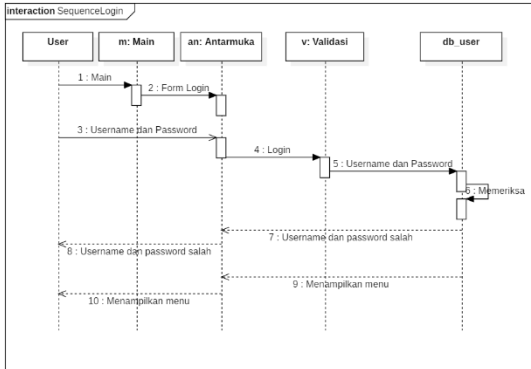 interaction SequenceLogin
User
m: Main
an: Antarmuka
v: Validasi
db_user
1 : Main
2 : Form Login
3 : Username dan Password
4 : Login
5 : Username dan Password
6 : Memeriksa
7 : Username dan password salah
8 : Username dan password salah
9 : Menampilkan menu
10 : Menampilkan menu